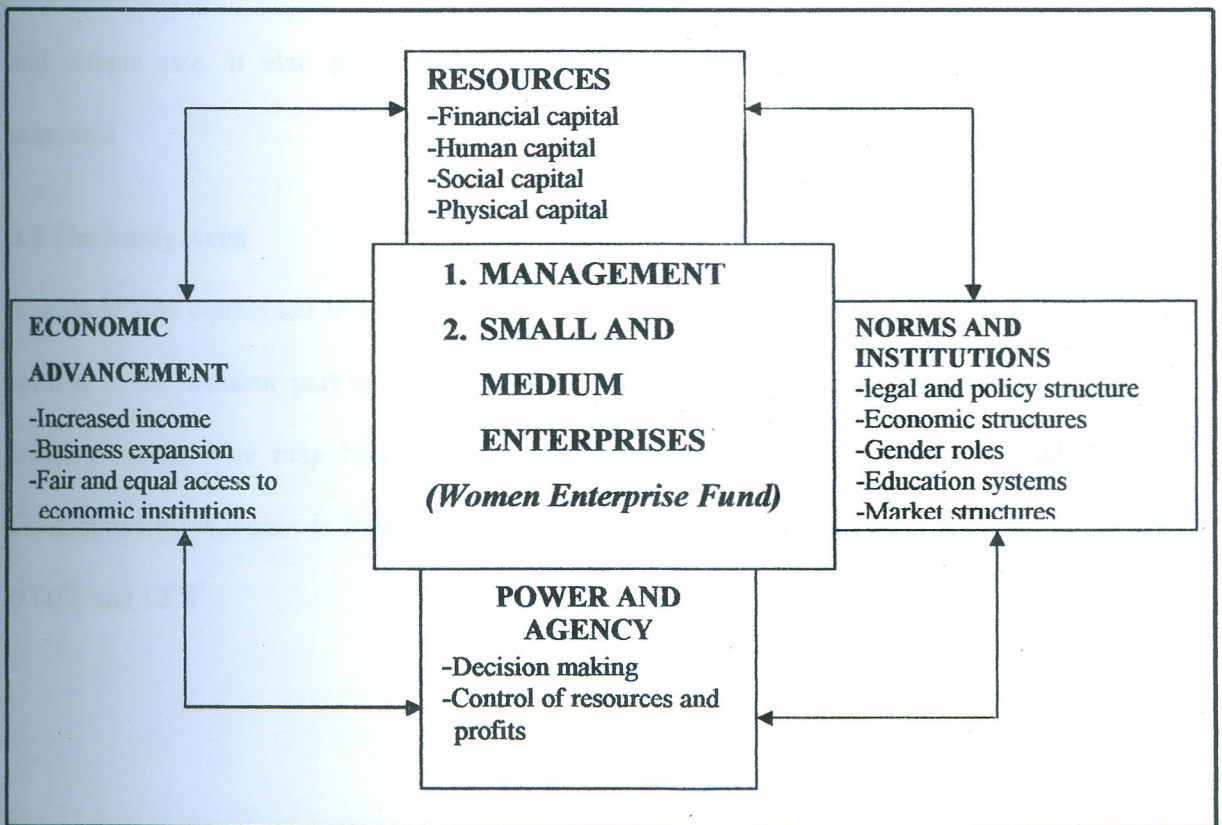 RESOURCES
-Financial capital
-Human capital
-Social capital
-Physical capital
1. MANAGEMENT
2. SMALL AND
MEDIUM
ENTERPRISES
(Women Enterprise Fund)
ECONOMIC
ADVANCEMENT
-Increased income
-Business expansion
-Fair and equal access to
economic institutions
NORMS AND
INSTITUTIONS
-legal and policy structure
-Economic structures
-Gender roles
-Education systems
-Market structures
POWER AND
AGENCY
-Decision making
-Control of resources and
profits
and sample size. It also
3.1 The Study Area